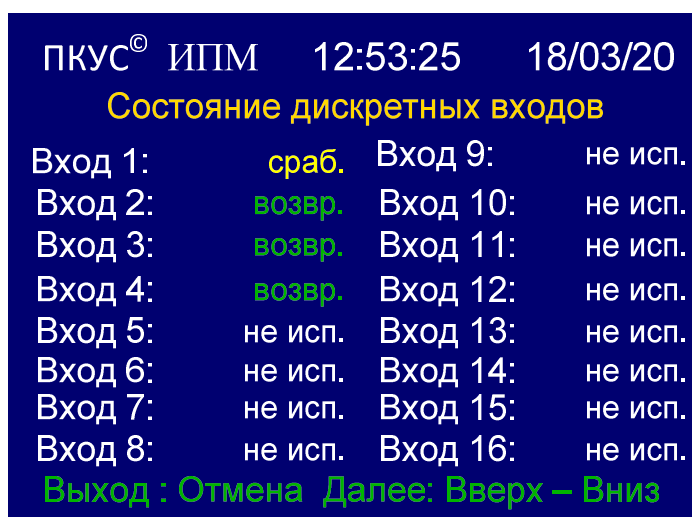 ПКУС© ИПМ 12:53:25 18/03/20
Состояние дискретных входов
Вход 1: сраб. Вход 9: не исп.
Вход 2: возвр. Вход 10: не исп.
Вход 3: возвр. Вход 11: не исп.
Вход 4: возвр. Вход 12: не исп.
Вход 5: не исп. Вход 13: не исп.
Вход 6: не исп. Вход 14: не исп.
Вход 7: не исп. Вход 15: не исп.
Вход 8: не исп. Вход 16: не исп.
Выход : Отмена Далее: Вверх – Вниз